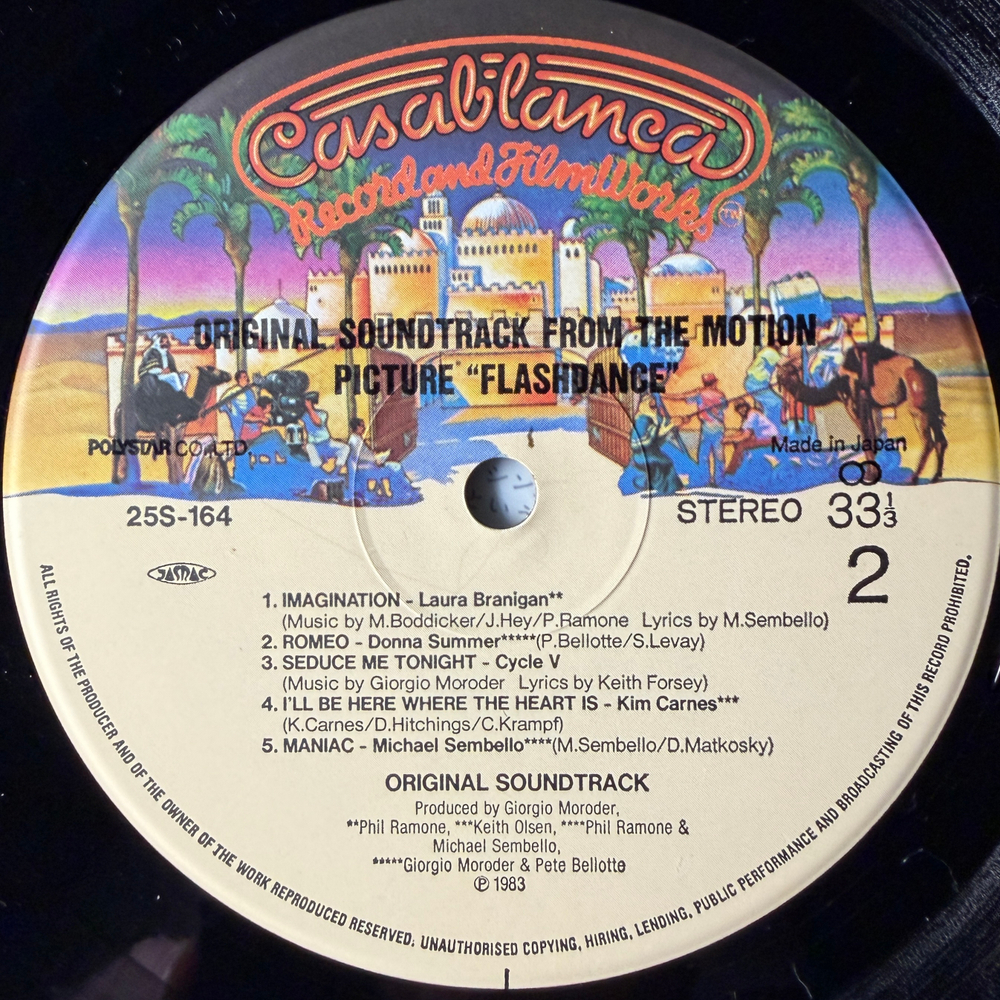 Casablanca
Record and FilmWorks TM
ORIGINAL SOUNDTRACK FROM THE MOTION
PICTURE “FLASHDANCE”
POLYSTAR CO., LTD.
Made in Japan
25S-164
STEREO 33⅓
JASRAC
2
1. IMAGINATION - Laura Branigan**
(Music by M.Boddicker/J.Hey/P.Ramone Lyrics by M.Sembello)
2. ROMEO - Donna Summer*****(P.Bellotte/S.Levay)
3. SEDUCE ME TONIGHT - Cycle V
(Music by Giorgio Moroder Lyrics by Keith Forsey)
4. I'LL BE HERE WHERE THE HEART IS - Kim Carnes***
(K.Carnes/D.Hitchings/C.Krampf)
5. MANIAC - Michael Sembello****(M.Sembello/D.Matkosky)
ORIGINAL SOUNDTRACK
Produced by Giorgio Moroder,
**Phil Ramone, ***Keith Olsen, ****Phil Ramone &
Michael Sembello,
*****Giorgio Moroder & Pete Bellotte
℗ 1983
ALL RIGHTS OF THE PRODUCER AND OF THE OWNER OF THE WORK REPRODUCED RESERVED. UNAUTHORISED COPYING, HIRING, LENDING, PUBLIC PERFORMANCE AND BROADCASTING OF THIS RECORD PROHIBITED.